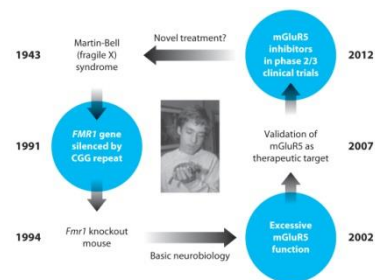 Novel treatment?
1943
Martin-Bell
(fragile X)
syndrome
mGluR5
inhibitors
in phase 2/3
clinical trials
2012
1991
FMR1 gene
silenced by
CGG repeat
Validation of
mGluR5 as
therapeutic target
2007
1994
Fmr1 knockout
mouse
Basic neurobiology
Excessive
mGluR5
function
2002